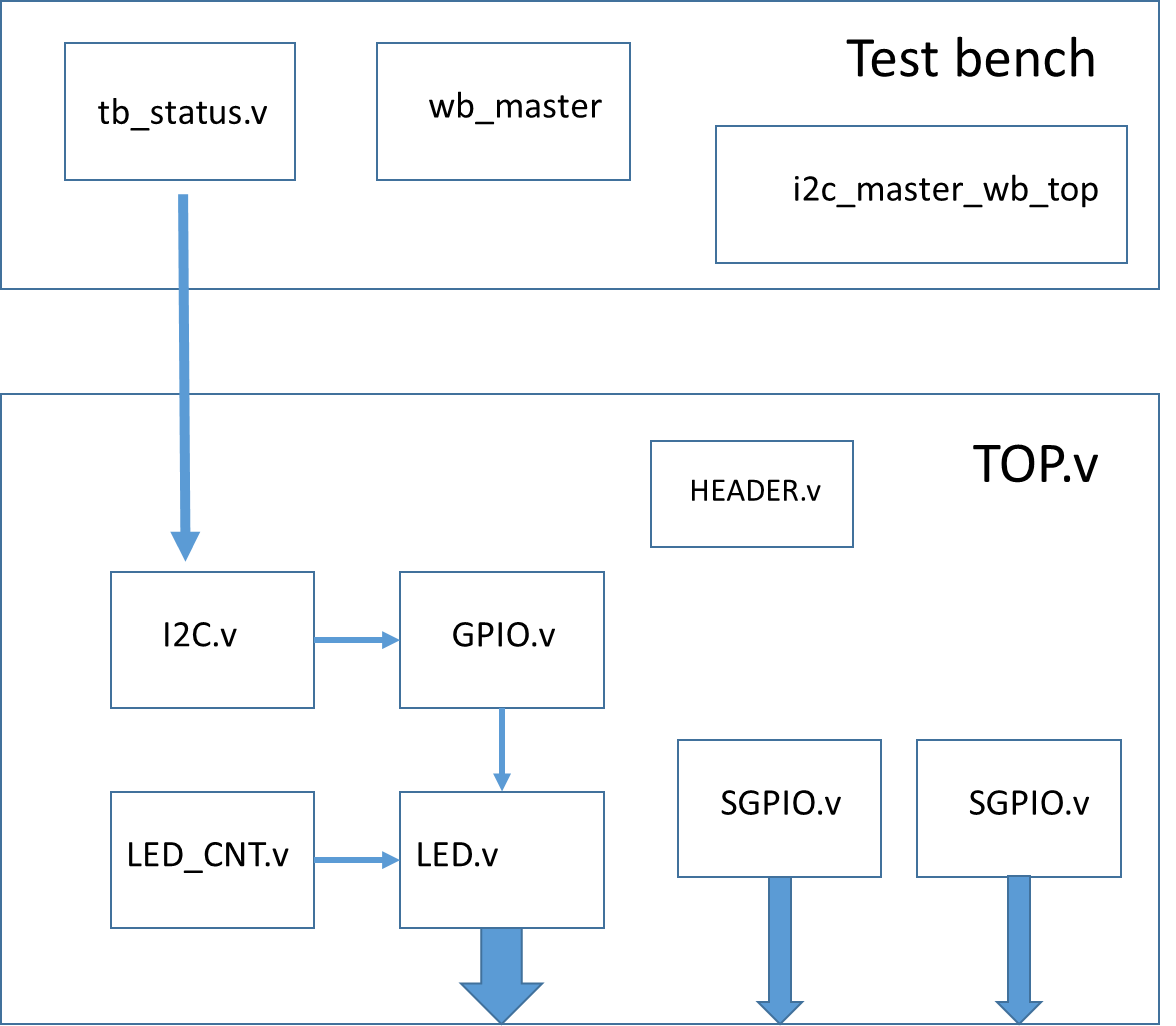 Test bench
tb_status.v
wb_master
i2c_master_wb_top
TOP.v
HEADER.v
I2C.v
GPIO.v
SGPIO.v
SGPIO.v
LED_CNT.v
LED.v